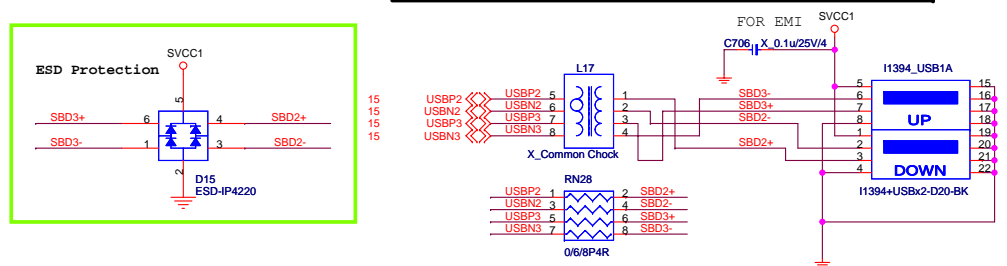 FOR EMI
SVCC1
C706 X_0.1u/25V/4
SVCC1
ESD Protection
5
SBD3+ 6 4 SBD2+
SBD3- 1 3 SBD2-
2
D15
ESD-IP4220
L17
15 USBP2 5 1 SBD3-
15 USBN2 6 2 SBD3+
15 USBP3 7 3 SBD2-
15 USBN3 8 4 SBD2+
X_Common Chock
I1394_USB1A
5 15
6 16
7 17
8 UP 18
1 19
2 20
3 21
4 DOWN 22
I1394+USBx2-D20-BK
RN28
USBP2 1 2 SBD2+
USBN2 3 4 SBD2-
USBP3 5 6 SBD3+
USBN3 7 8 SBD3-
0/6/8P4R